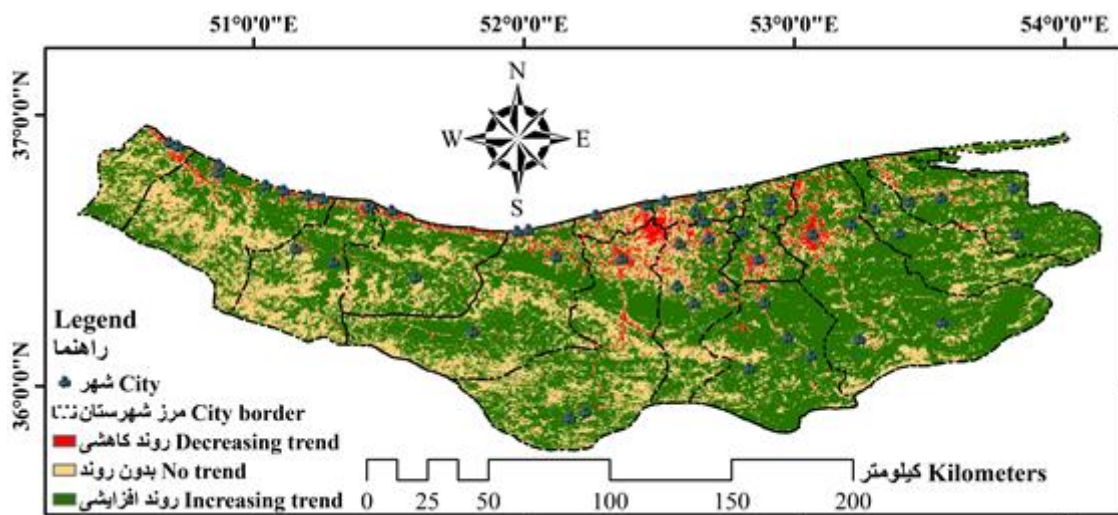 51°0'0"E 52°0'0"E 53°0'0"E 54°0'0"E
37°0'0"N
36°0'0"N
N
W E
S
Legend
راهنما
شهر City
مرز شهرستان City border
روند کاهشی Decreasing trend
بدون روند No trend
روند افزایشی Increasing trend
کیلومتر Kilometers
0 25 50 100 150 200